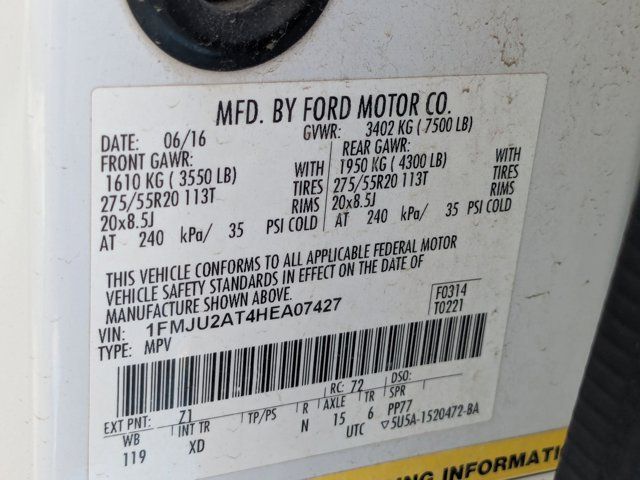 MFD. BY FORD MOTOR CO.
DATE: 06/16 GVWR: 3402 KG ( 7500 LB)
FRONT GAWR: REAR GAWR:
1610 KG ( 3550 LB) WITH 1950 KG ( 4300 LB) WITH
275/55R20 113T TIRES 275/55R20 113T TIRES
20x8.5J RIMS 20x8.5J RIMS
AT 240 kPa/ 35 PSI COLD AT 240 kPa/ 35 PSI COLD
THIS VEHICLE CONFORMS TO ALL APPLICABLE FEDERAL MOTOR
VEHICLE SAFETY STANDARDS IN EFFECT ON THE DATE OF
MANUFACTURE SHOWN ABOVE.
F0314
VIN: 1FMJU2AT4HEA07427 T0221
TYPE: MPV
EXT PNT: Z1 RC: 72 DSO:
WB INT TR TP/PS R AXLE TR SPR
119 XD N 15 6 PP77
UTC ▽5U5A-1520472-BA
NG INFORMATI